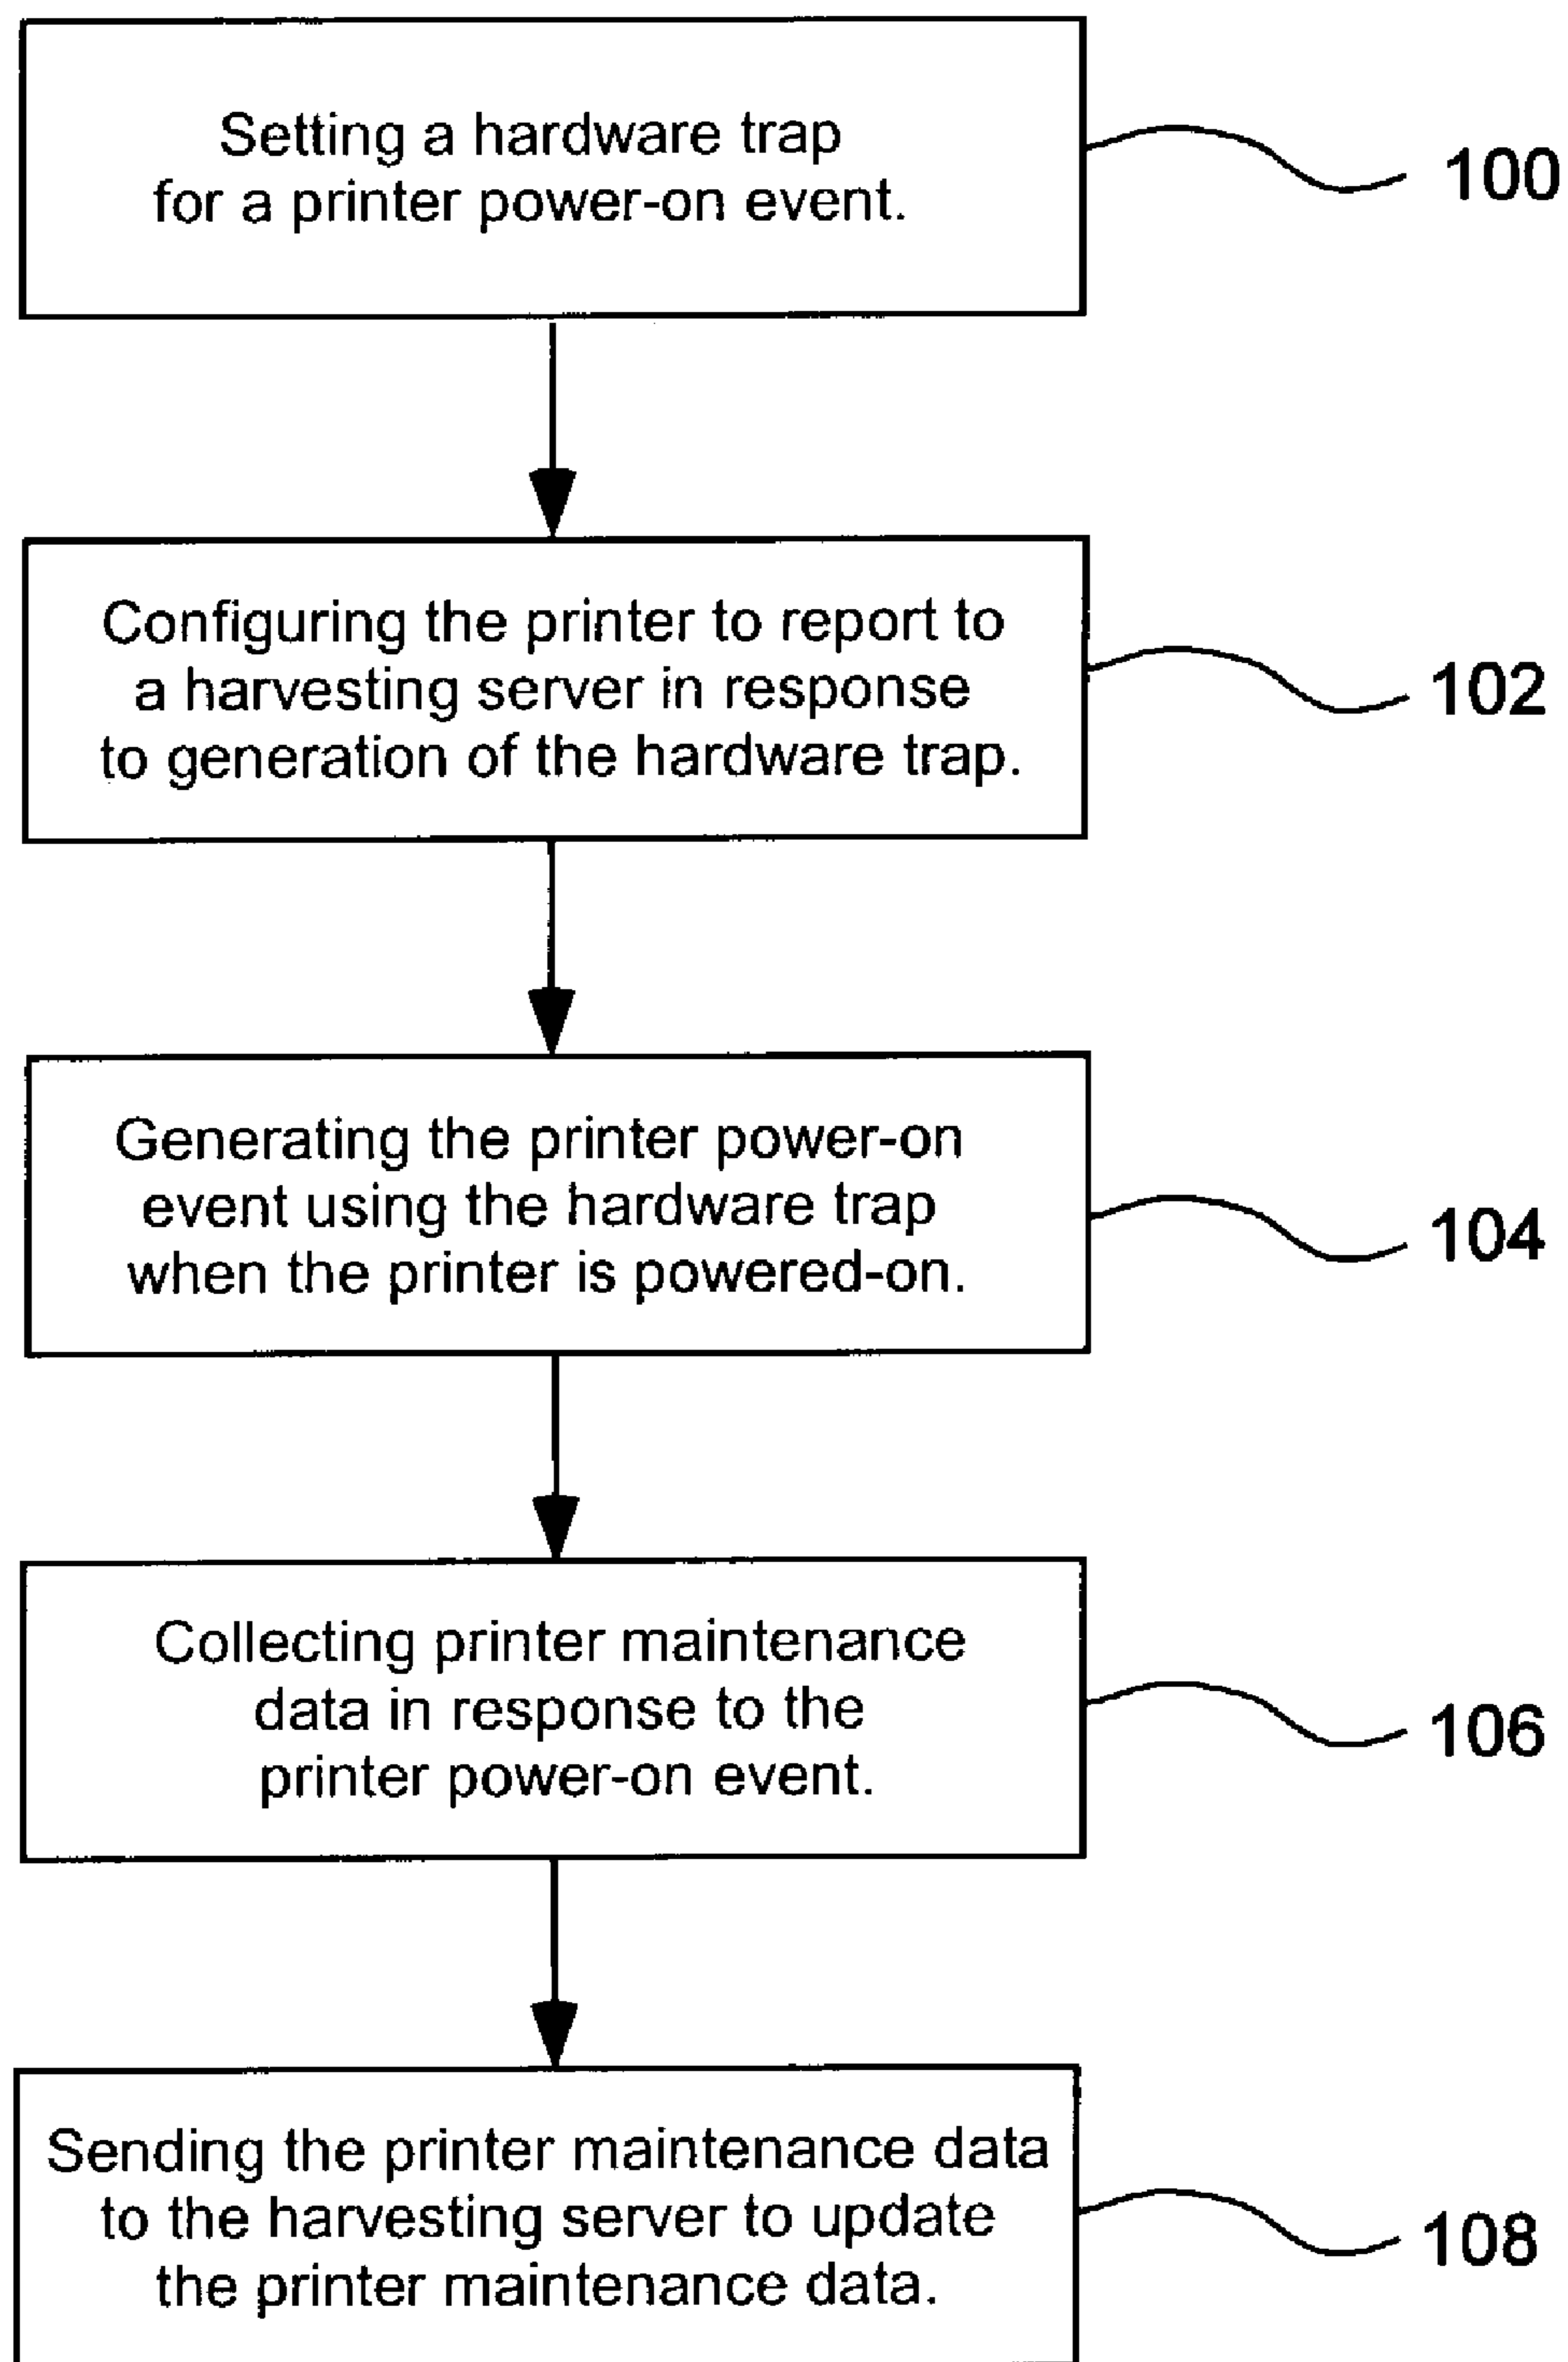 Setting a hardware trap
for a printer power-on event.
100
Configuring the printer to report to
a harvesting server in response
to generation of the hardware trap.
102
Generating the printer power-on
event using the hardware trap
when the printer is powered-on.
104
Collecting printer maintenance
data in response to the
printer power-on event.
106
Sending the printer maintenance data
to the harvesting server to update
the printer maintenance data.
108